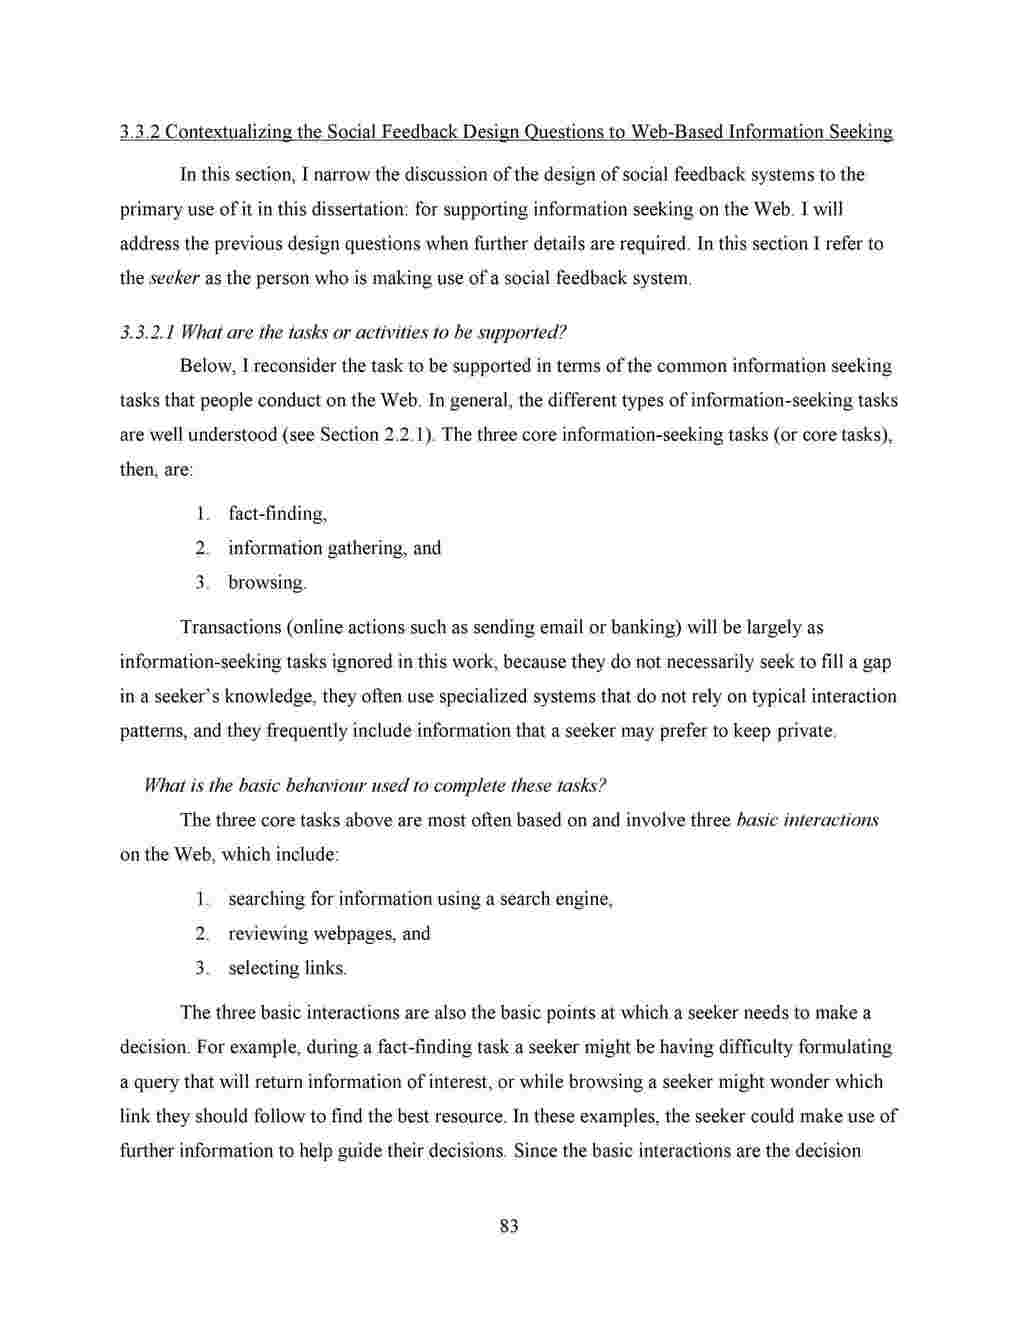 3.3.2 Contextualizing the Social Feedback Design Questions to Web-Based Information Seeking
In this section, I narrow the discussion of the design of social feedback systems to the
primary use of it in this dissertation: for supporting information seeking on the Web. I will
address the previous design questions when further details are required. In this section I refer to
the seeker as the person who is making use of a social feedback system.
3.3.2.1 What are the tasks or activities to be supported?
Below, I reconsider the task to be supported in terms of the common information seeking
tasks that people conduct on the Web. In general, the different types of information-seeking tasks
are well understood (see Section 2.2.1). The three core information-seeking tasks (or core tasks),
then, are:
1. fact-finding,
2. information gathering, and
3. browsing.
Transactions (online actions such as sending email or banking) will be largely as
information-seeking tasks ignored in this work, because they do not necessarily seek to fill a gap
in a seeker's knowledge, they often use specialized systems that do not rely on typical interaction
patterns, and they frequently include information that a seeker may prefer to keep private.
What is the basic behaviour used to complete these tasks?
The three core tasks above are most often based on and involve three basic interactions
on the Web, which include:
1. searching for information using a search engine,
2. reviewing webpages, and
3. selecting links.
The three basic interactions are also the basic points at which a seeker needs to make a
decision. For example, during a fact-finding task a seeker might be having difficulty formulating
a query that will return information of interest, or while browsing a seeker might wonder which
link they should follow to find the best resource. In these examples, the seeker could make use of
further information to help guide their decisions. Since the basic interactions are the decision
83